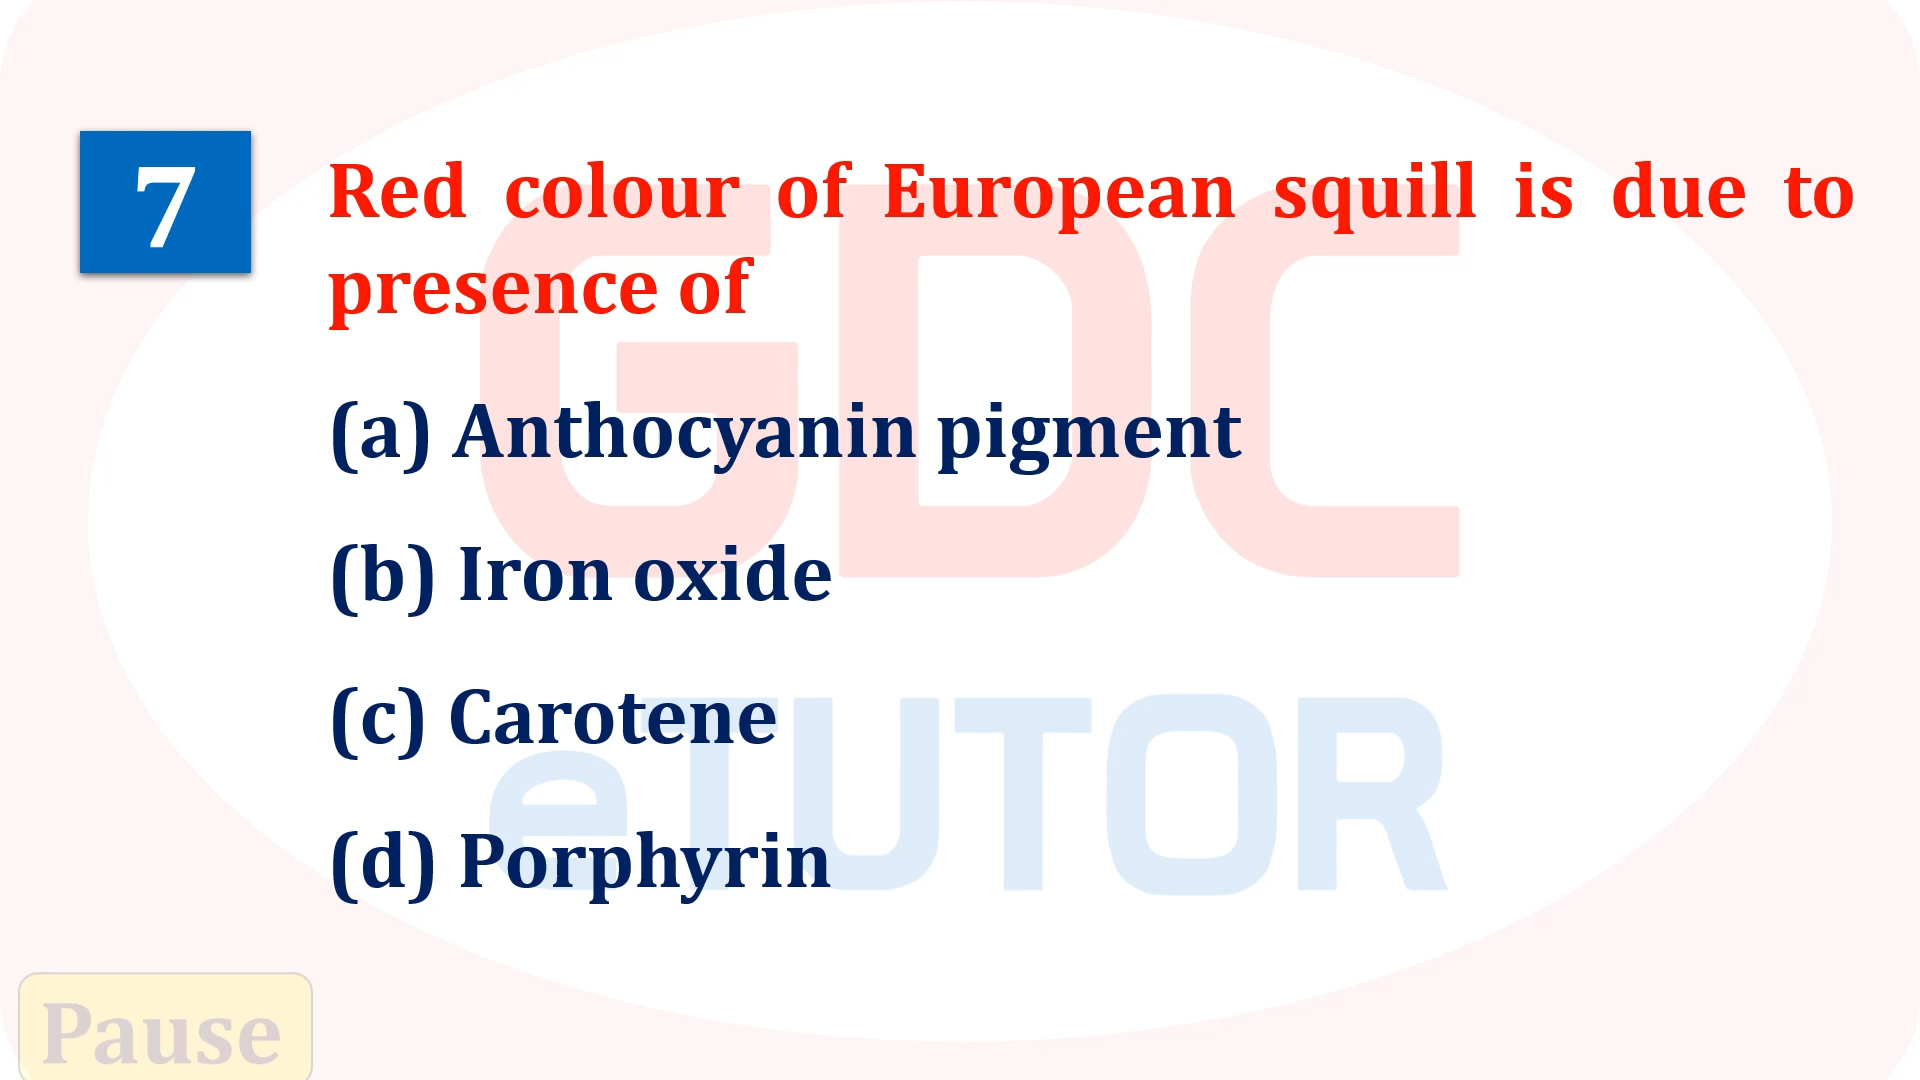 7
Red colour of European squill is due to
presence of
(a) Anthocyanin pigment
(b) Iron oxide
(c) Carotene
(d) Porphyrin
GDC
eTUTOR
Pause